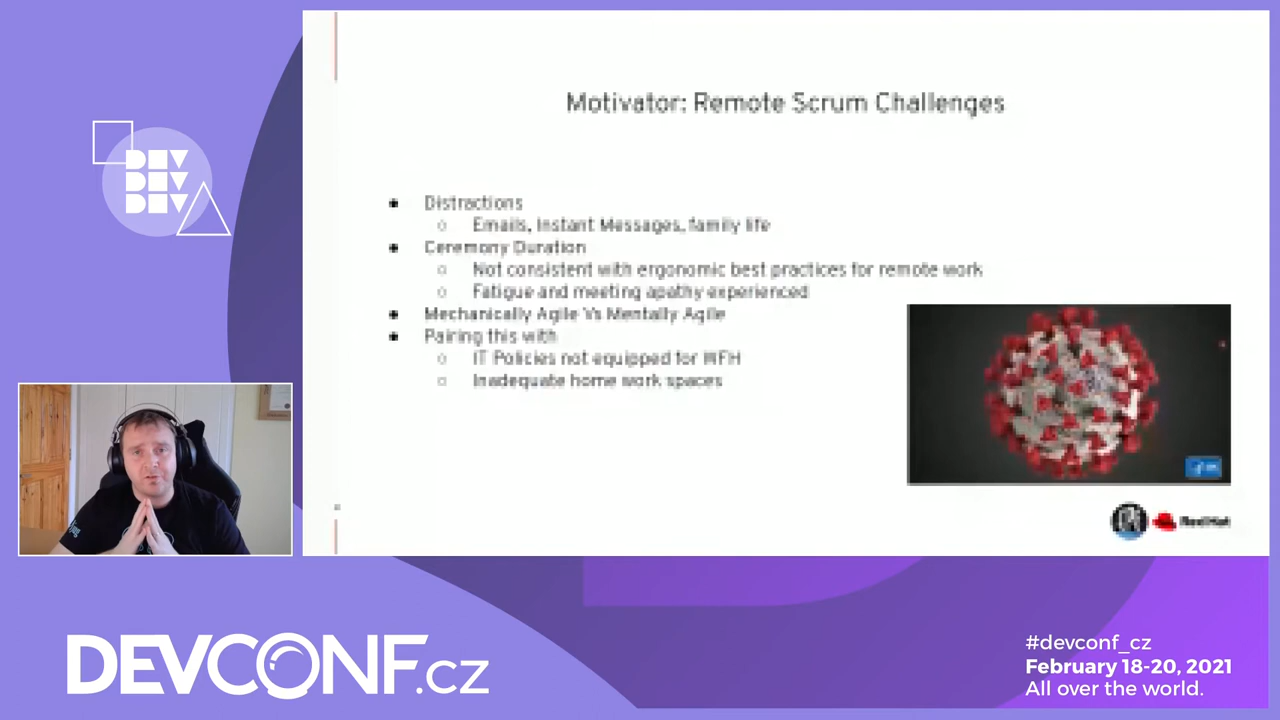 DEV
DEV
DEV
Motivator: Remote Scrum Challenges
● Distractions
○ Emails, Instant Messages, family life
● Ceremony Duration
○ Not consistent with ergonomic best practices for remote work
○ Fatigue and meeting apathy experienced
● Mechanically Agile Vs Mentally Agile
● Pairing this with
○ IT Policies not equipped for WFH
○ Inadequate home work spaces
Red Hat
DEVCONF.cz
#devconf_cz
February 18-20, 2021
All over the world.